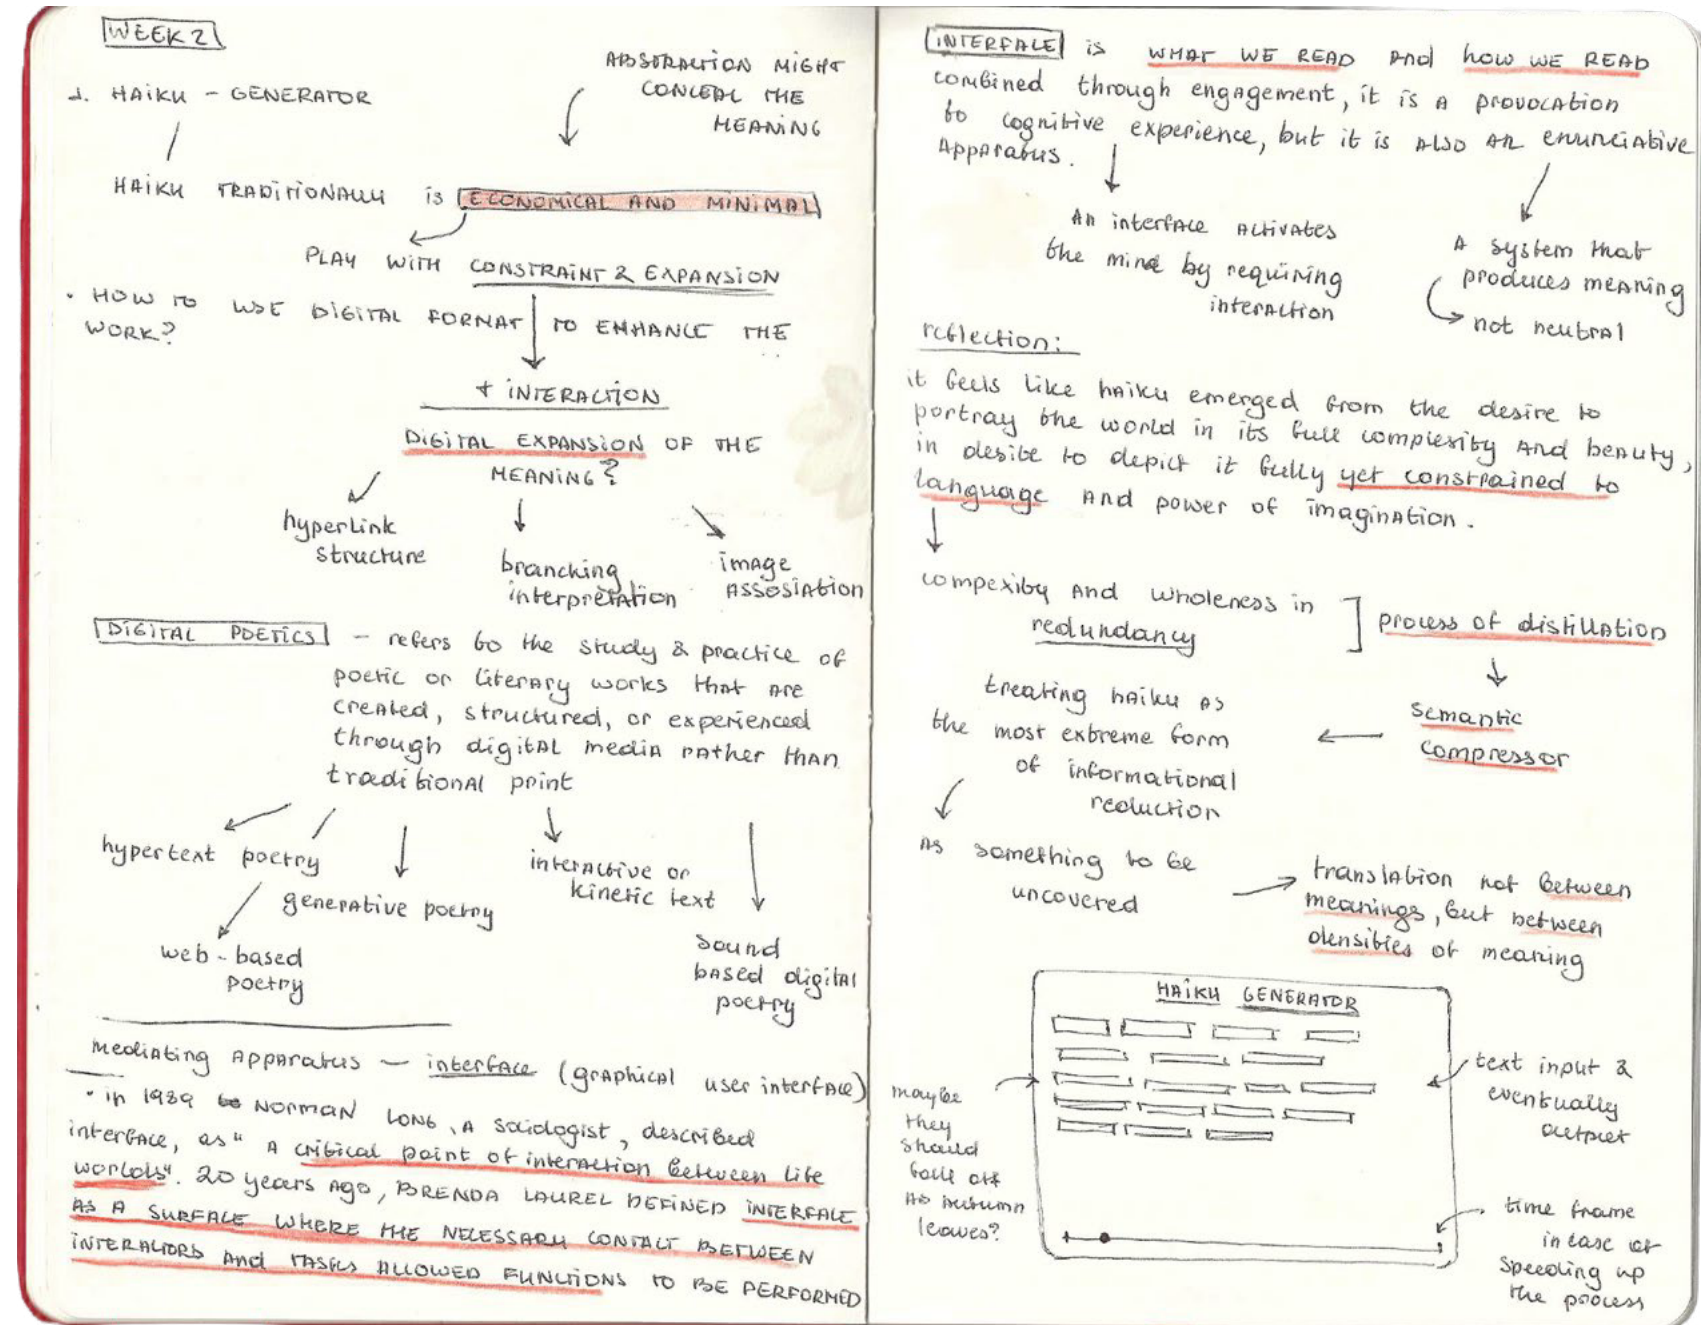 WEEK 2
1. HAIKU - GENERATOR
ABSTRACTION MIGHT
CONCEAL THE
MEANING
HAIKU TRADITIONALLY is ECONOMICAL AND MINIMAL
PLAY WITH CONSTRAINT & EXPANSION
• HOW TO USE DIGITAL FORMAT TO ENHANCE THE
WORK?
+ INTERACTION
DIGITAL EXPANSION OF THE
MEANING?
hyperlink
structure
branching
interpretation
image
assosiation
DIGITAL POETICS - refers to the study & practice of
poetic or literary works that are
created, structured, or experienced
through digital media rather than
traditional print
hypertext poetry
generative poetry
web-based
poetry
interactive or
kinetic text
sound
based digital
poetry
Mediating Apparatus — interface (graphical user interface)
• in 1989 NORMAN LONG, A sociologist, described
interface, as "A critical point of interaction between life
worlds". 20 years ago, BRENDA LAUREL DEFINED INTERFACE
AS A SURFACE WHERE THE NECESSARY CONTACT BETWEEN
INTERACTORS And TASKS ALLOWED FUNCTIONS TO BE PERFORMED
INTERFACE is WHAT WE READ And how WE READ
combined through engagement, it is A provocation
to cognitive experience, but it is ALSO AN enunciative
Apparatus.
An interface activates
the mind by requiring
interaction
A system that
produces meaning
not neutral
reflection:
it feels like haiku emerged from the desire to
portray the world in its full complexity and beauty,
in desite to depict it fully yet constrained to
language and power of imagination.
compexity and wholeness in
redundancy
process of distillation
semantic
compressor
treating haiku as
the most extreme form
of informational
reduction
As something to be
uncovered
translation not between
meanings, but between
densities of meaning
HAIKU GENERATOR
maybe
they
should
fall off
AS autumn
leaves?
text input &
eventually
output
time frame
in case of
speeding up
the process